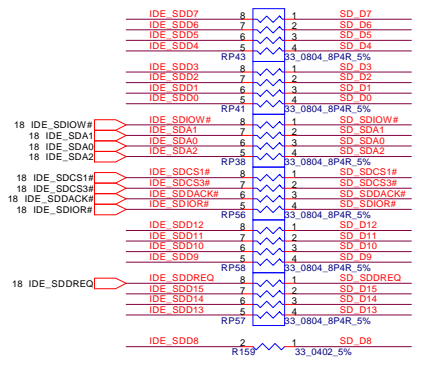 IDE_SDD7 8 1 SD_D7
IDE_SDD6 7 2 SD_D6
IDE_SDD5 6 3 SD_D5
IDE_SDD4 5 4 SD_D4
RP43 33_0804_8P4R_5%
IDE_SDD3 8 1 SD_D3
IDE_SDD2 7 2 SD_D2
IDE_SDD1 6 3 SD_D1
IDE_SDD0 5 4 SD_D0
RP41 33_0804_8P4R_5%
18 IDE_SDIOW# IDE_SDIOW# 8 1 SD_SDIOW#
18 IDE_SDA1 IDE_SDA1 7 2 SD_SDA1
18 IDE_SDA0 IDE_SDA0 6 3 SD_SDA0
18 IDE_SDA2 IDE_SDA2 5 4 SD_SDA2
RP38 33_0804_8P4R_5%
18 IDE_SDCS1# IDE_SDCS1# 8 1 SD_SDCS1#
18 IDE_SDCS3# IDE_SDCS3# 7 2 SD_SDCS3#
18 IDE_SDDACK# IDE_SDDACK# 6 3 SD_SDDACK#
18 IDE_SDIOR# IDE_SDIOR# 5 4 SD_SDIOR#
RP56 33_0804_8P4R_5%
IDE_SDD12 8 1 SD_D12
IDE_SDD11 7 2 SD_D11
IDE_SDD10 6 3 SD_D10
IDE_SDD9 5 4 SD_D9
RP58 33_0804_8P4R_5%
18 IDE_SDDREQ IDE_SDDREQ 8 1 SD_SDDREQ
IDE_SDD15 7 2 SD_D15
IDE_SDD14 6 3 SD_D14
IDE_SDD13 5 4 SD_D13
RP57 33_0804_8P4R_5%
IDE_SDD8 2 1 SD_D8
R159 33_0402_5%